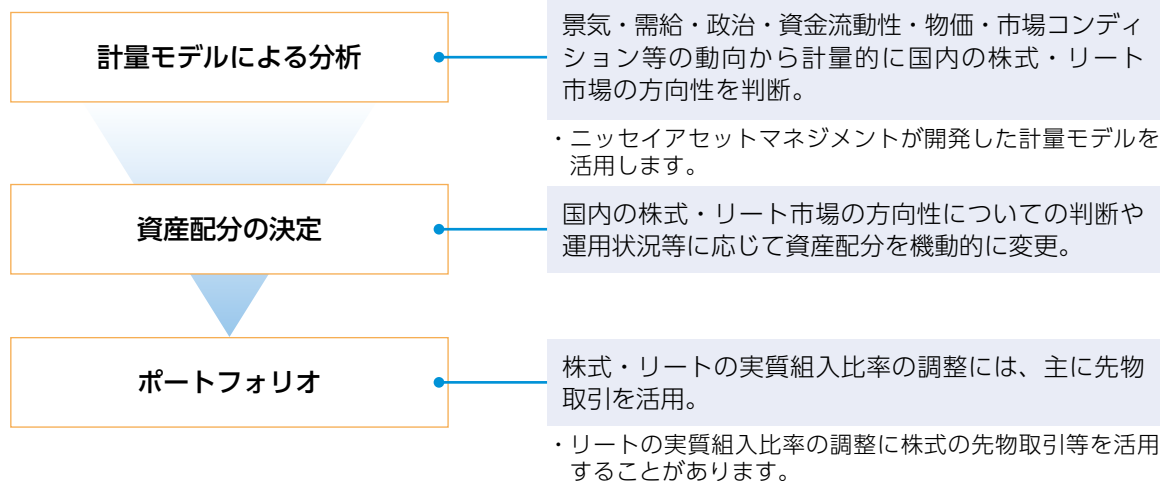 計量モデルによる分析
景気・需給・政治・資金流動性・物価・市場コンディ
ション等の動向から計量的に国内の株式・リート
市場の方向性を判断。
・ニッセイアセットマネジメントが開発した計量モデルを
活用します。
資産配分の決定
国内の株式・リート市場の方向性についての判断や
運用状況等に応じて資産配分を機動的に変更。
ポートフォリオ
株式・リートの実質組入比率の調整には、主に先物
取引を活用。
・リートの実質組入比率の調整に株式の先物取引等を活用
することがあります。